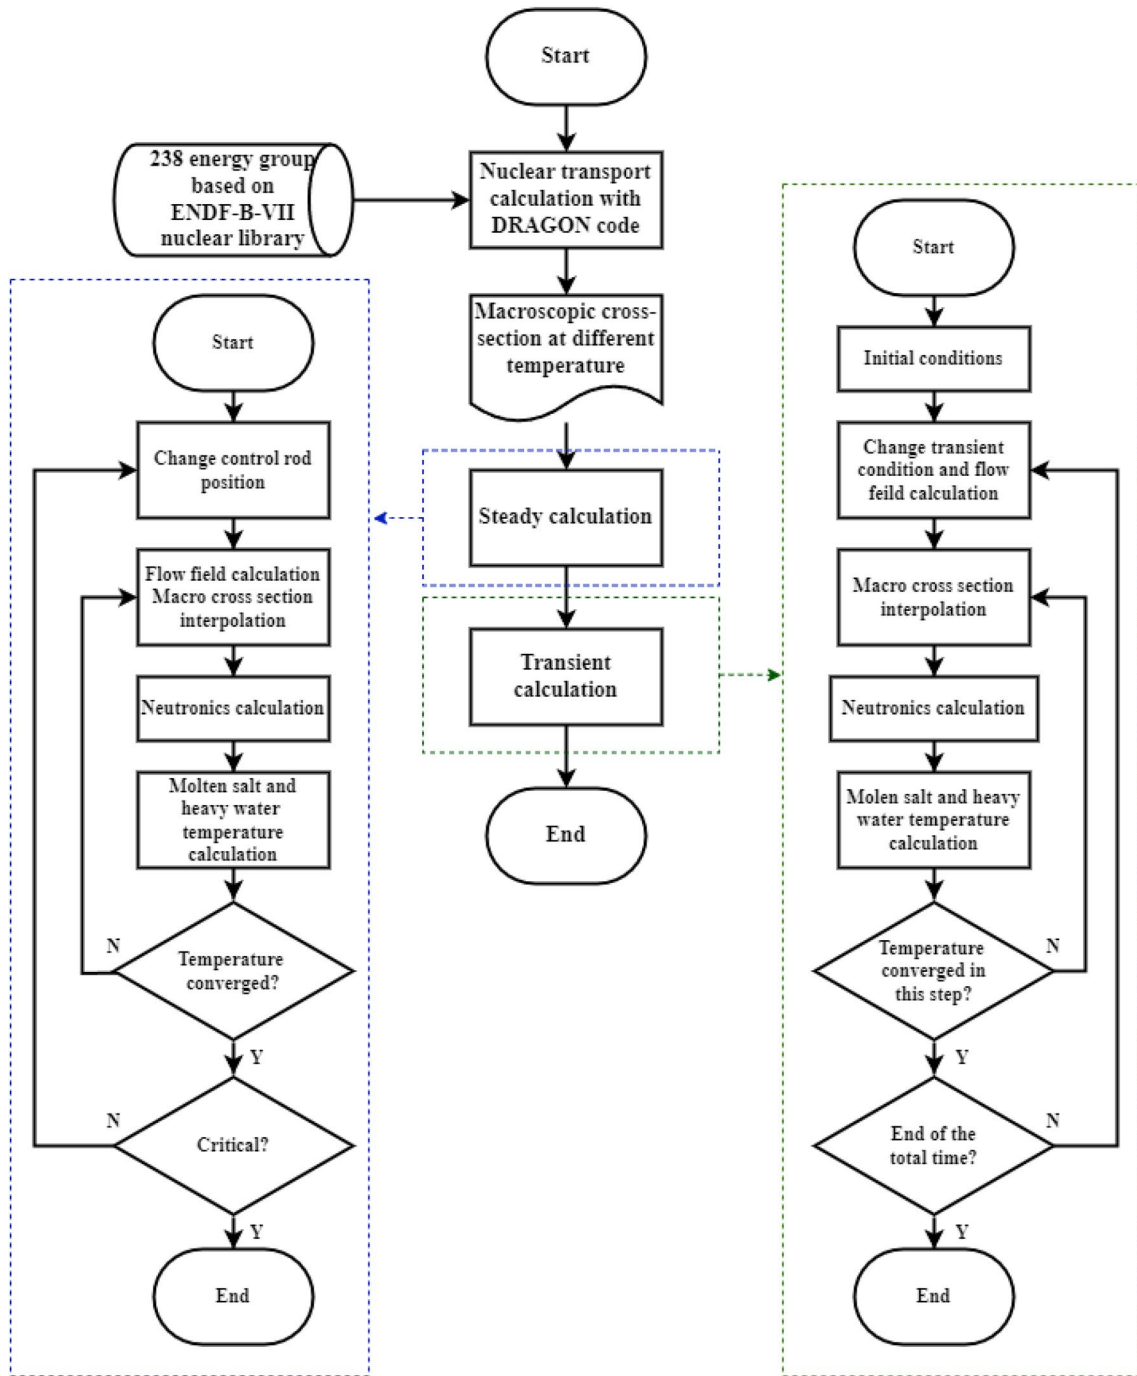 Start
238 energy group
based on
ENDF-B-VII
nuclear library
Nuclear transport
calculation with
DRAGON code
Macroscopic cross-
section at different
temperature
Steady calculation
Transient
calculation
End
Start
Change control rod
position
Flow field calculation
Macro cross section
interpolation
Neutronics calculation
Molten salt and
heavy water
temperature
calculation
N
Temperature
converged?
Y
N
Critical?
Y
End
Start
Initial conditions
Change transient
condition and flow
feild calculation
Macro cross section
interpolation
Neutronics calculation
Molen salt and heavy
water temperature
calculation
Temperature
converged in
this step?
N
Y
End of the
total time?
N
Y
End